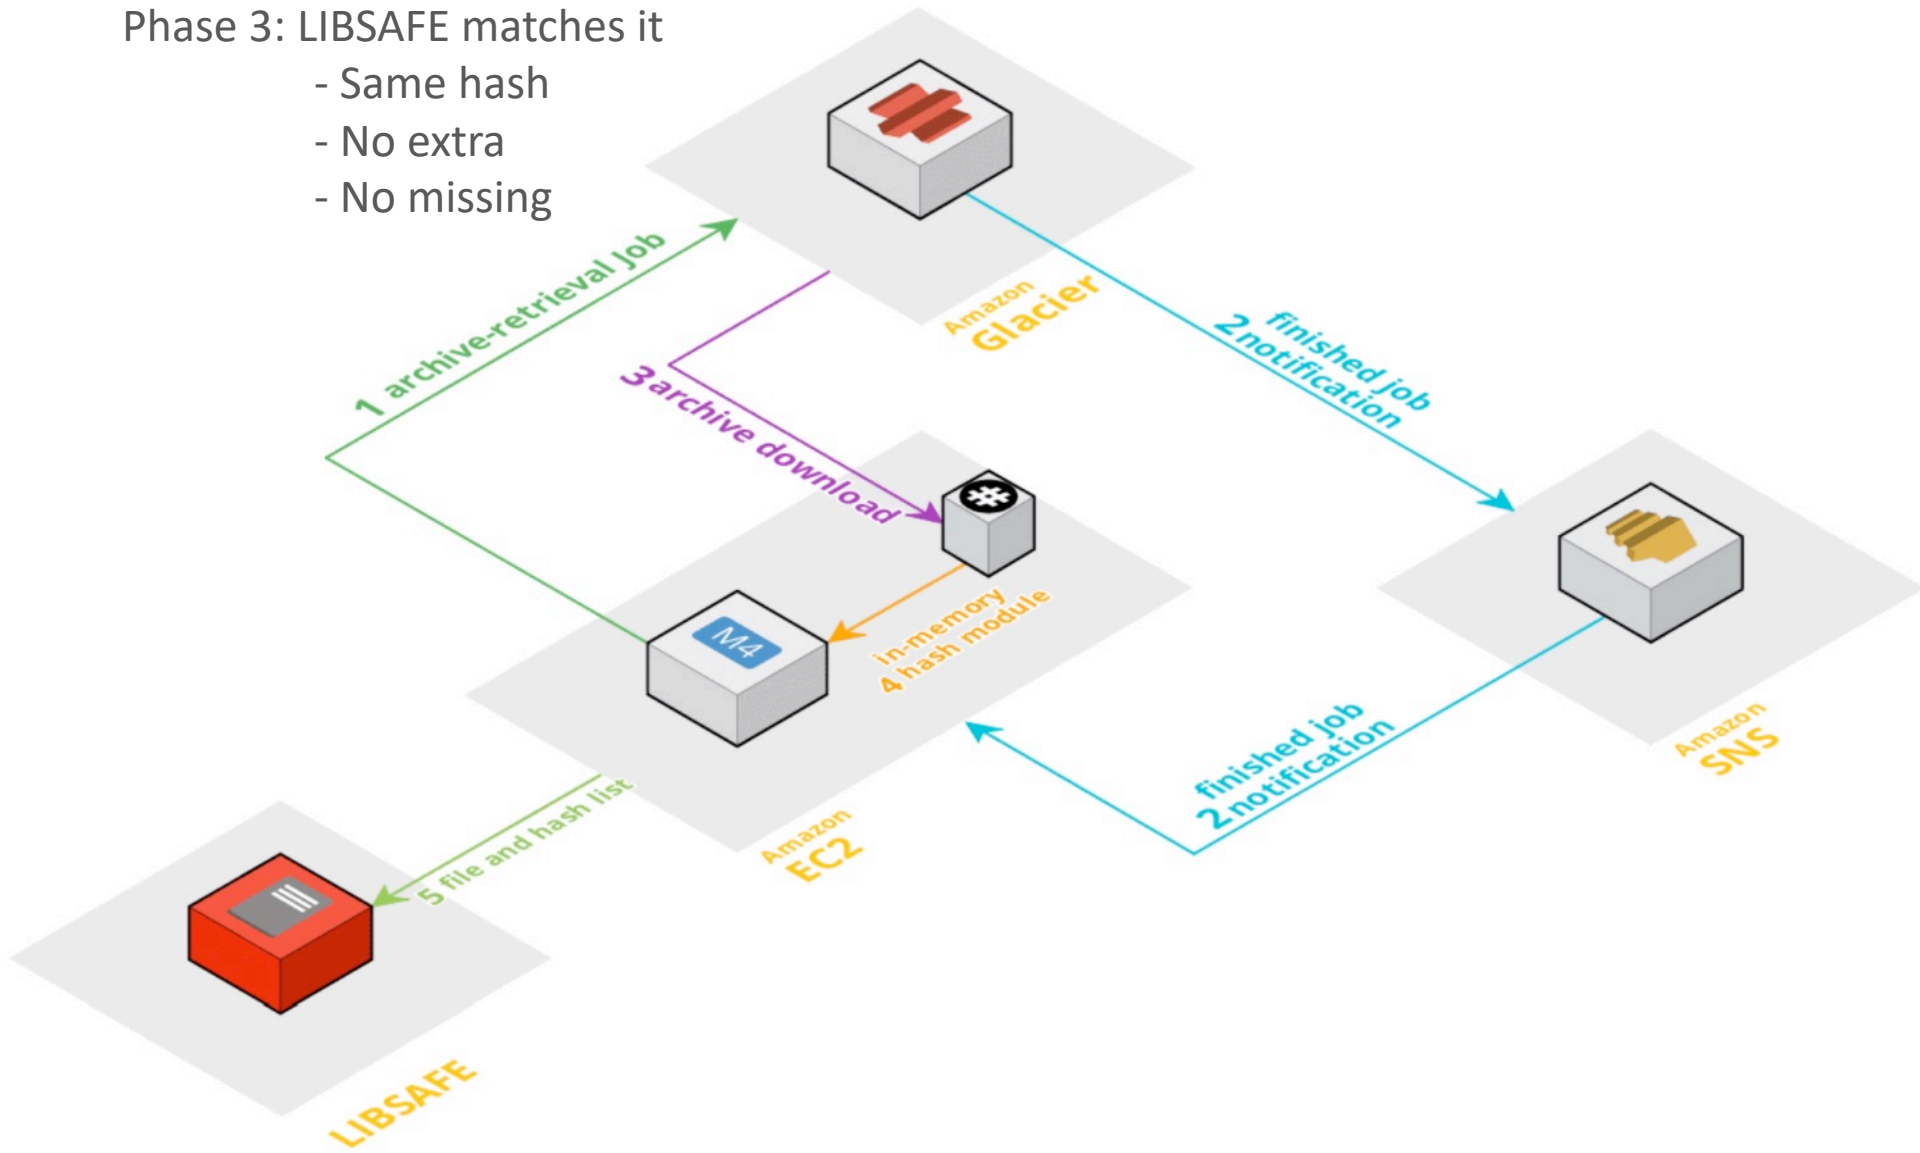 Phase 3: LIBSAFE matches it
- Same hash
- No extra
- No missing
1 archive-retrieval job
Amazon
Glacier
finished job
2 notification
3 archive download
#
M4
in-memory
4 hash module
Amazon
SNS
finished job
2 notification
5 file and hash list
Amazon
EC2
LIBSAFE